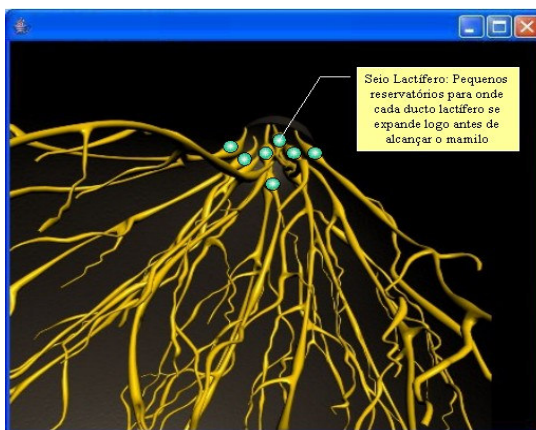 Seio Lactífero: Pequenos
reservatórios para onde
cada ducto lactífero se
expande logo antes de
alcançar o mamilo